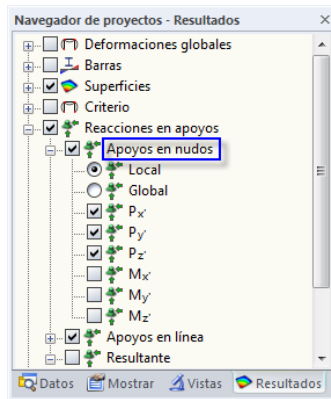 Navegador de proyectos - Resultados
Deformaciones globales
Barras
Superficies
Criterio
Reacciones en apoyos
Apoyos en nudos
Local
Global
Px'
Py'
Pz'
Mx'
My'
Mz'
Apoyos en línea
Resultante
Datos Mostrar Vistas Resultados